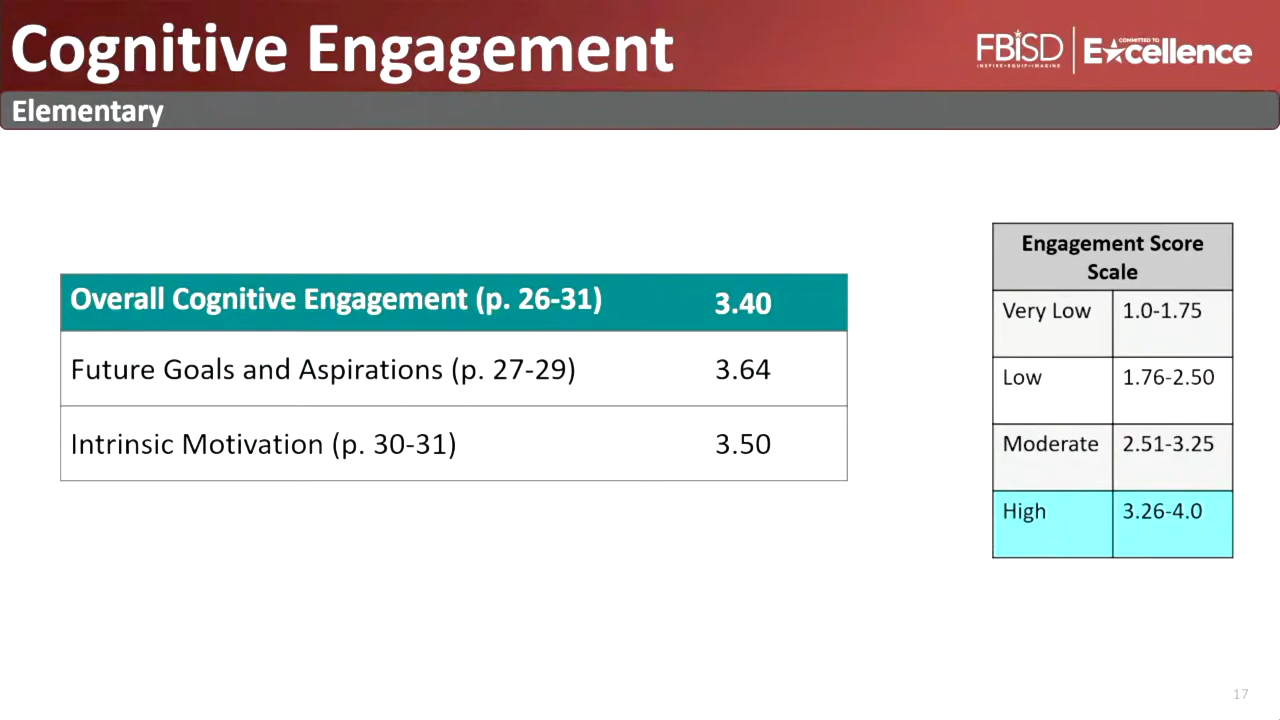 Cognitive Engagement
FBISD
INSPIRE•EQUIP•IMAGINE
COMMITTED TO
Excellence
Elementary
Overall Cognitive Engagement (p. 26-31) 3.40
Future Goals and Aspirations (p. 27-29) 3.64
Intrinsic Motivation (p. 30-31) 3.50
Engagement Score
Scale
Very Low 1.0-1.75
Low 1.76-2.50
Moderate 2.51-3.25
High 3.26-4.0
17